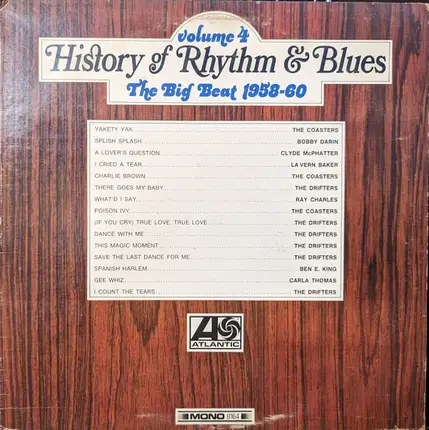 volume 4
History of Rhythm & Blues
The Big Beat 1958-60
YAKETY YAK THE COASTERS
SPLISH SPLASH BOBBY DARIN
A LOVER'S QUESTION CLYDE McPHATTER
I CRIED A TEAR LA VERN BAKER
CHARLIE BROWN THE COASTERS
THERE GOES MY BABY THE DRIFTERS
WHAT'D I SAY RAY CHARLES
POISON IVY THE COASTERS
(IF YOU CRY) TRUE LOVE, TRUE LOVE THE DRIFTERS
DANCE WITH ME THE DRIFTERS
THIS MAGIC MOMENT THE DRIFTERS
SAVE THE LAST DANCE FOR ME THE DRIFTERS
SPANISH HARLEM BEN E. KING
GEE WHIZ CARLA THOMAS
I COUNT THE TEARS THE DRIFTERS
ATLANTIC
MONO 8164